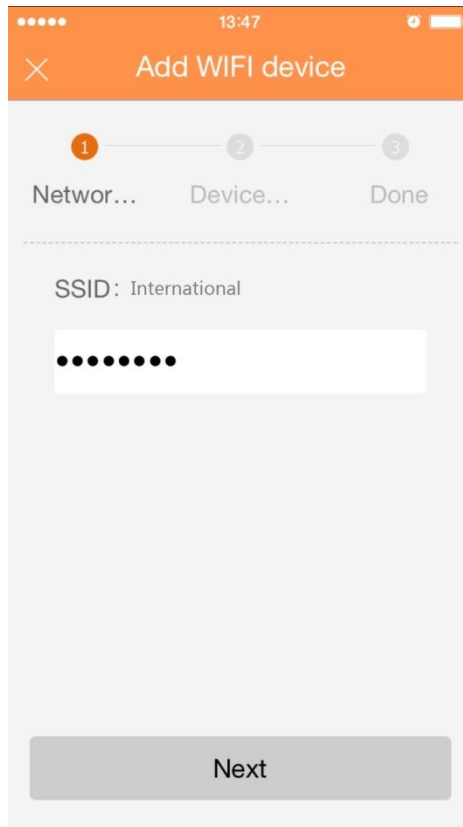 13:47
Add WIFI device
1 2 3
Networ... Device... Done
SSID: International
••••••••
Next